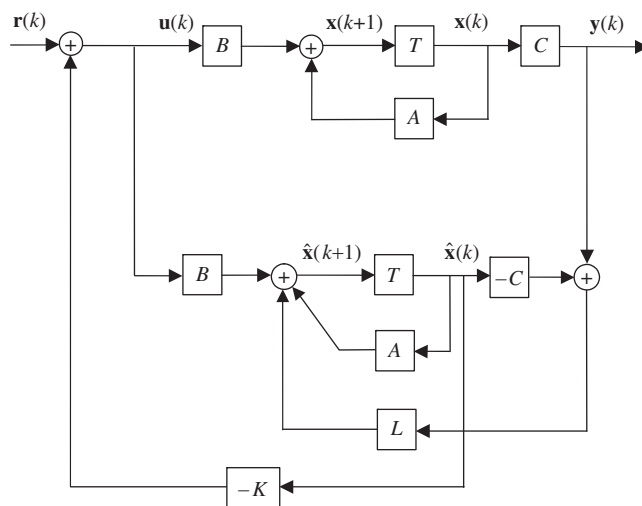 r(k) u(k) B x(k+1) T x(k) C y(k)
A
B x̂(k+1) T x̂(k) −C
A
L
−K